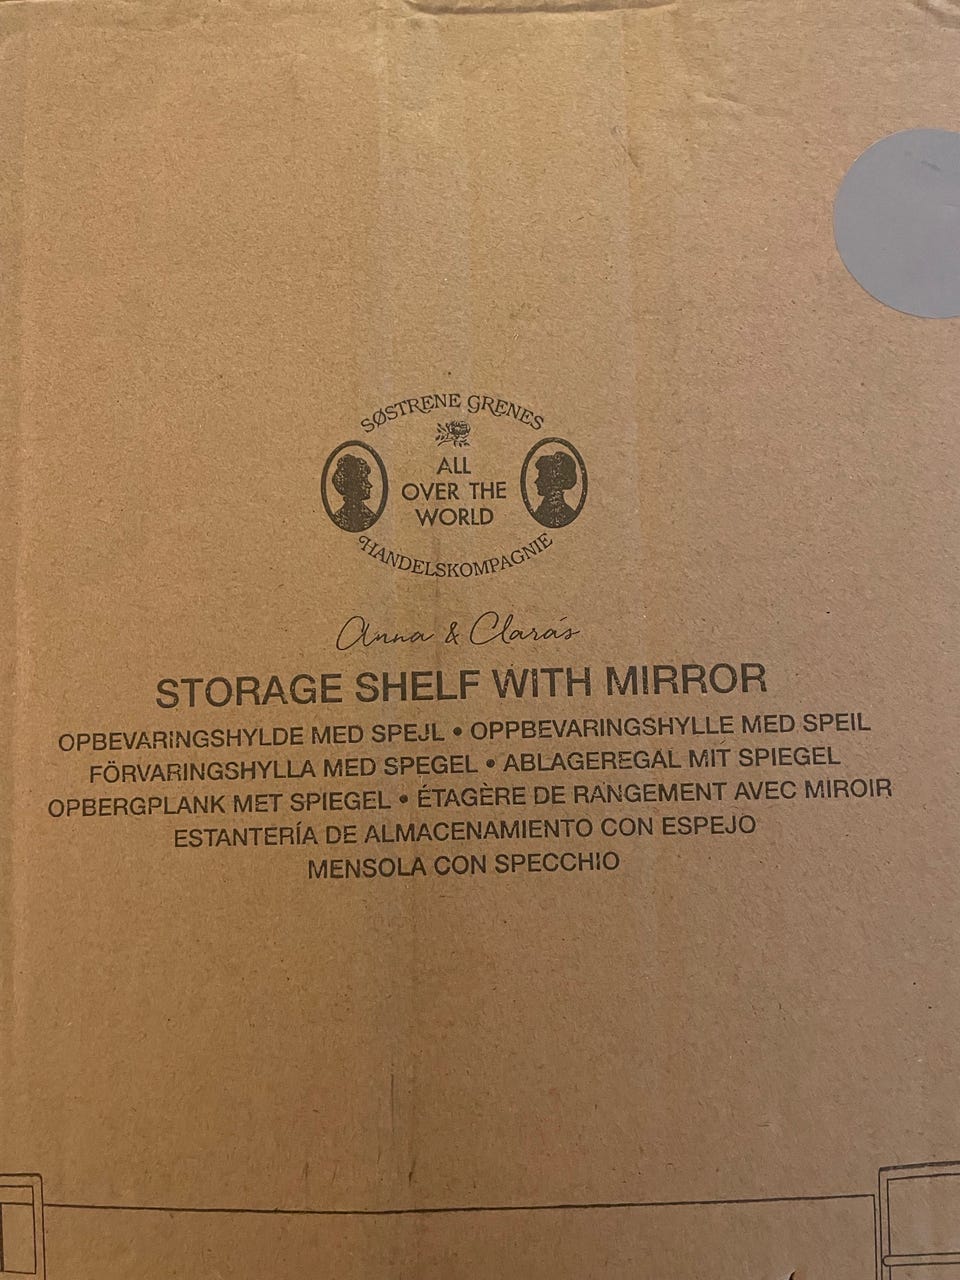 SØSTRENE GRENES
ALL
OVER THE
WORLD
HANDELSKOMPAGNIE
Anna & Clara's
STORAGE SHELF WITH MIRROR
OPBEVARINGSHYLDE MED SPEJL • OPPBEVARINGSHYLLE MED SPEIL
FÖRVARINGSHYLLA MED SPEGEL • ABLAGEREGAL MIT SPIEGEL
OPBERGPLANK MET SPIEGEL • ÉTAGÈRE DE RANGEMENT AVEC MIROIR
ESTANTERÍA DE ALMACENAMIENTO CON ESPEJO
MENSOLA CON SPECCHIO